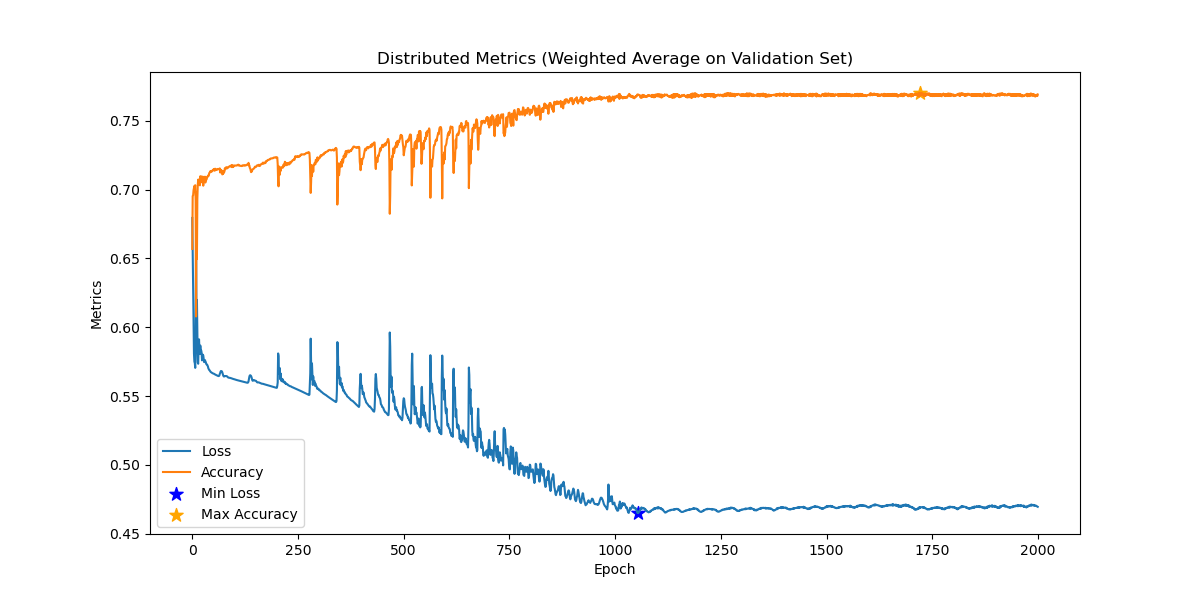 Distributed Metrics (Weighted Average on Validation Set)
Metrics
0.75
0.70
0.65
0.60
0.55
0.50
0.45
Loss
Accuracy
Min Loss
Max Accuracy
0
250
500
750
1000
1250
1500
1750
2000
Epoch